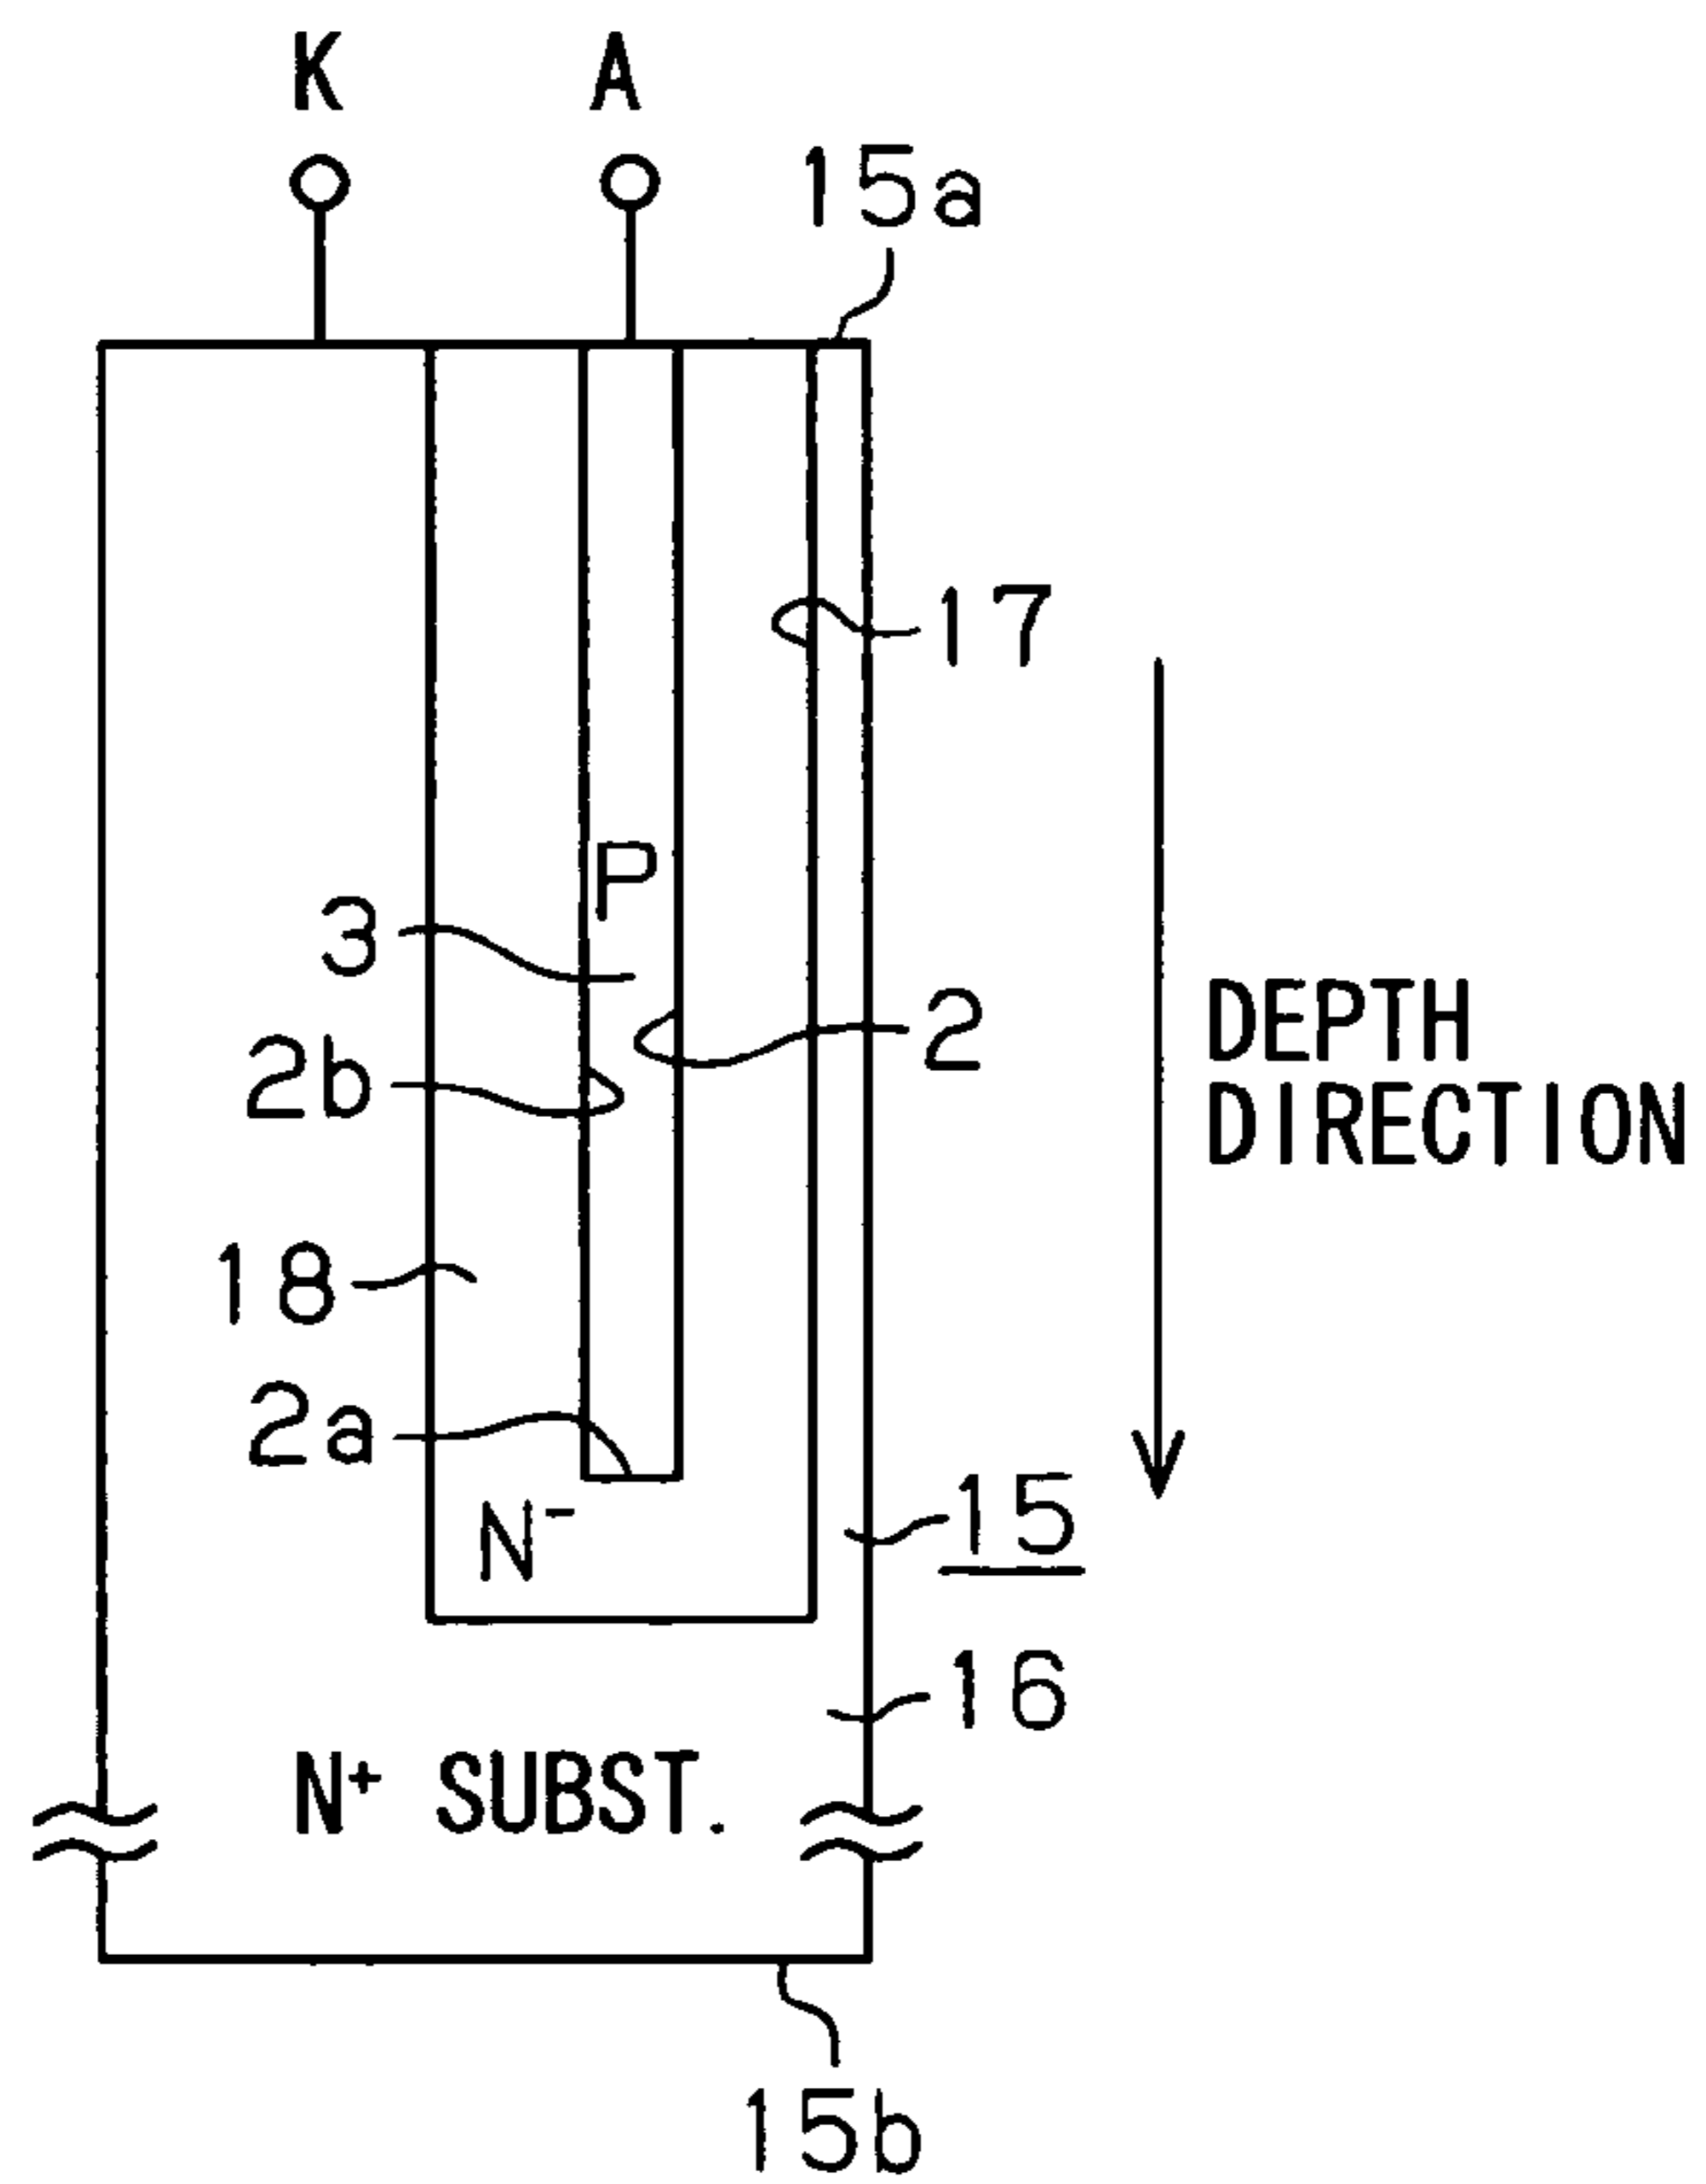 K A
15a
17
P
3
2
2b
DEPTH
DIRECTION
18
2a
N⁻
15
16
N⁺ SUBST.
15b